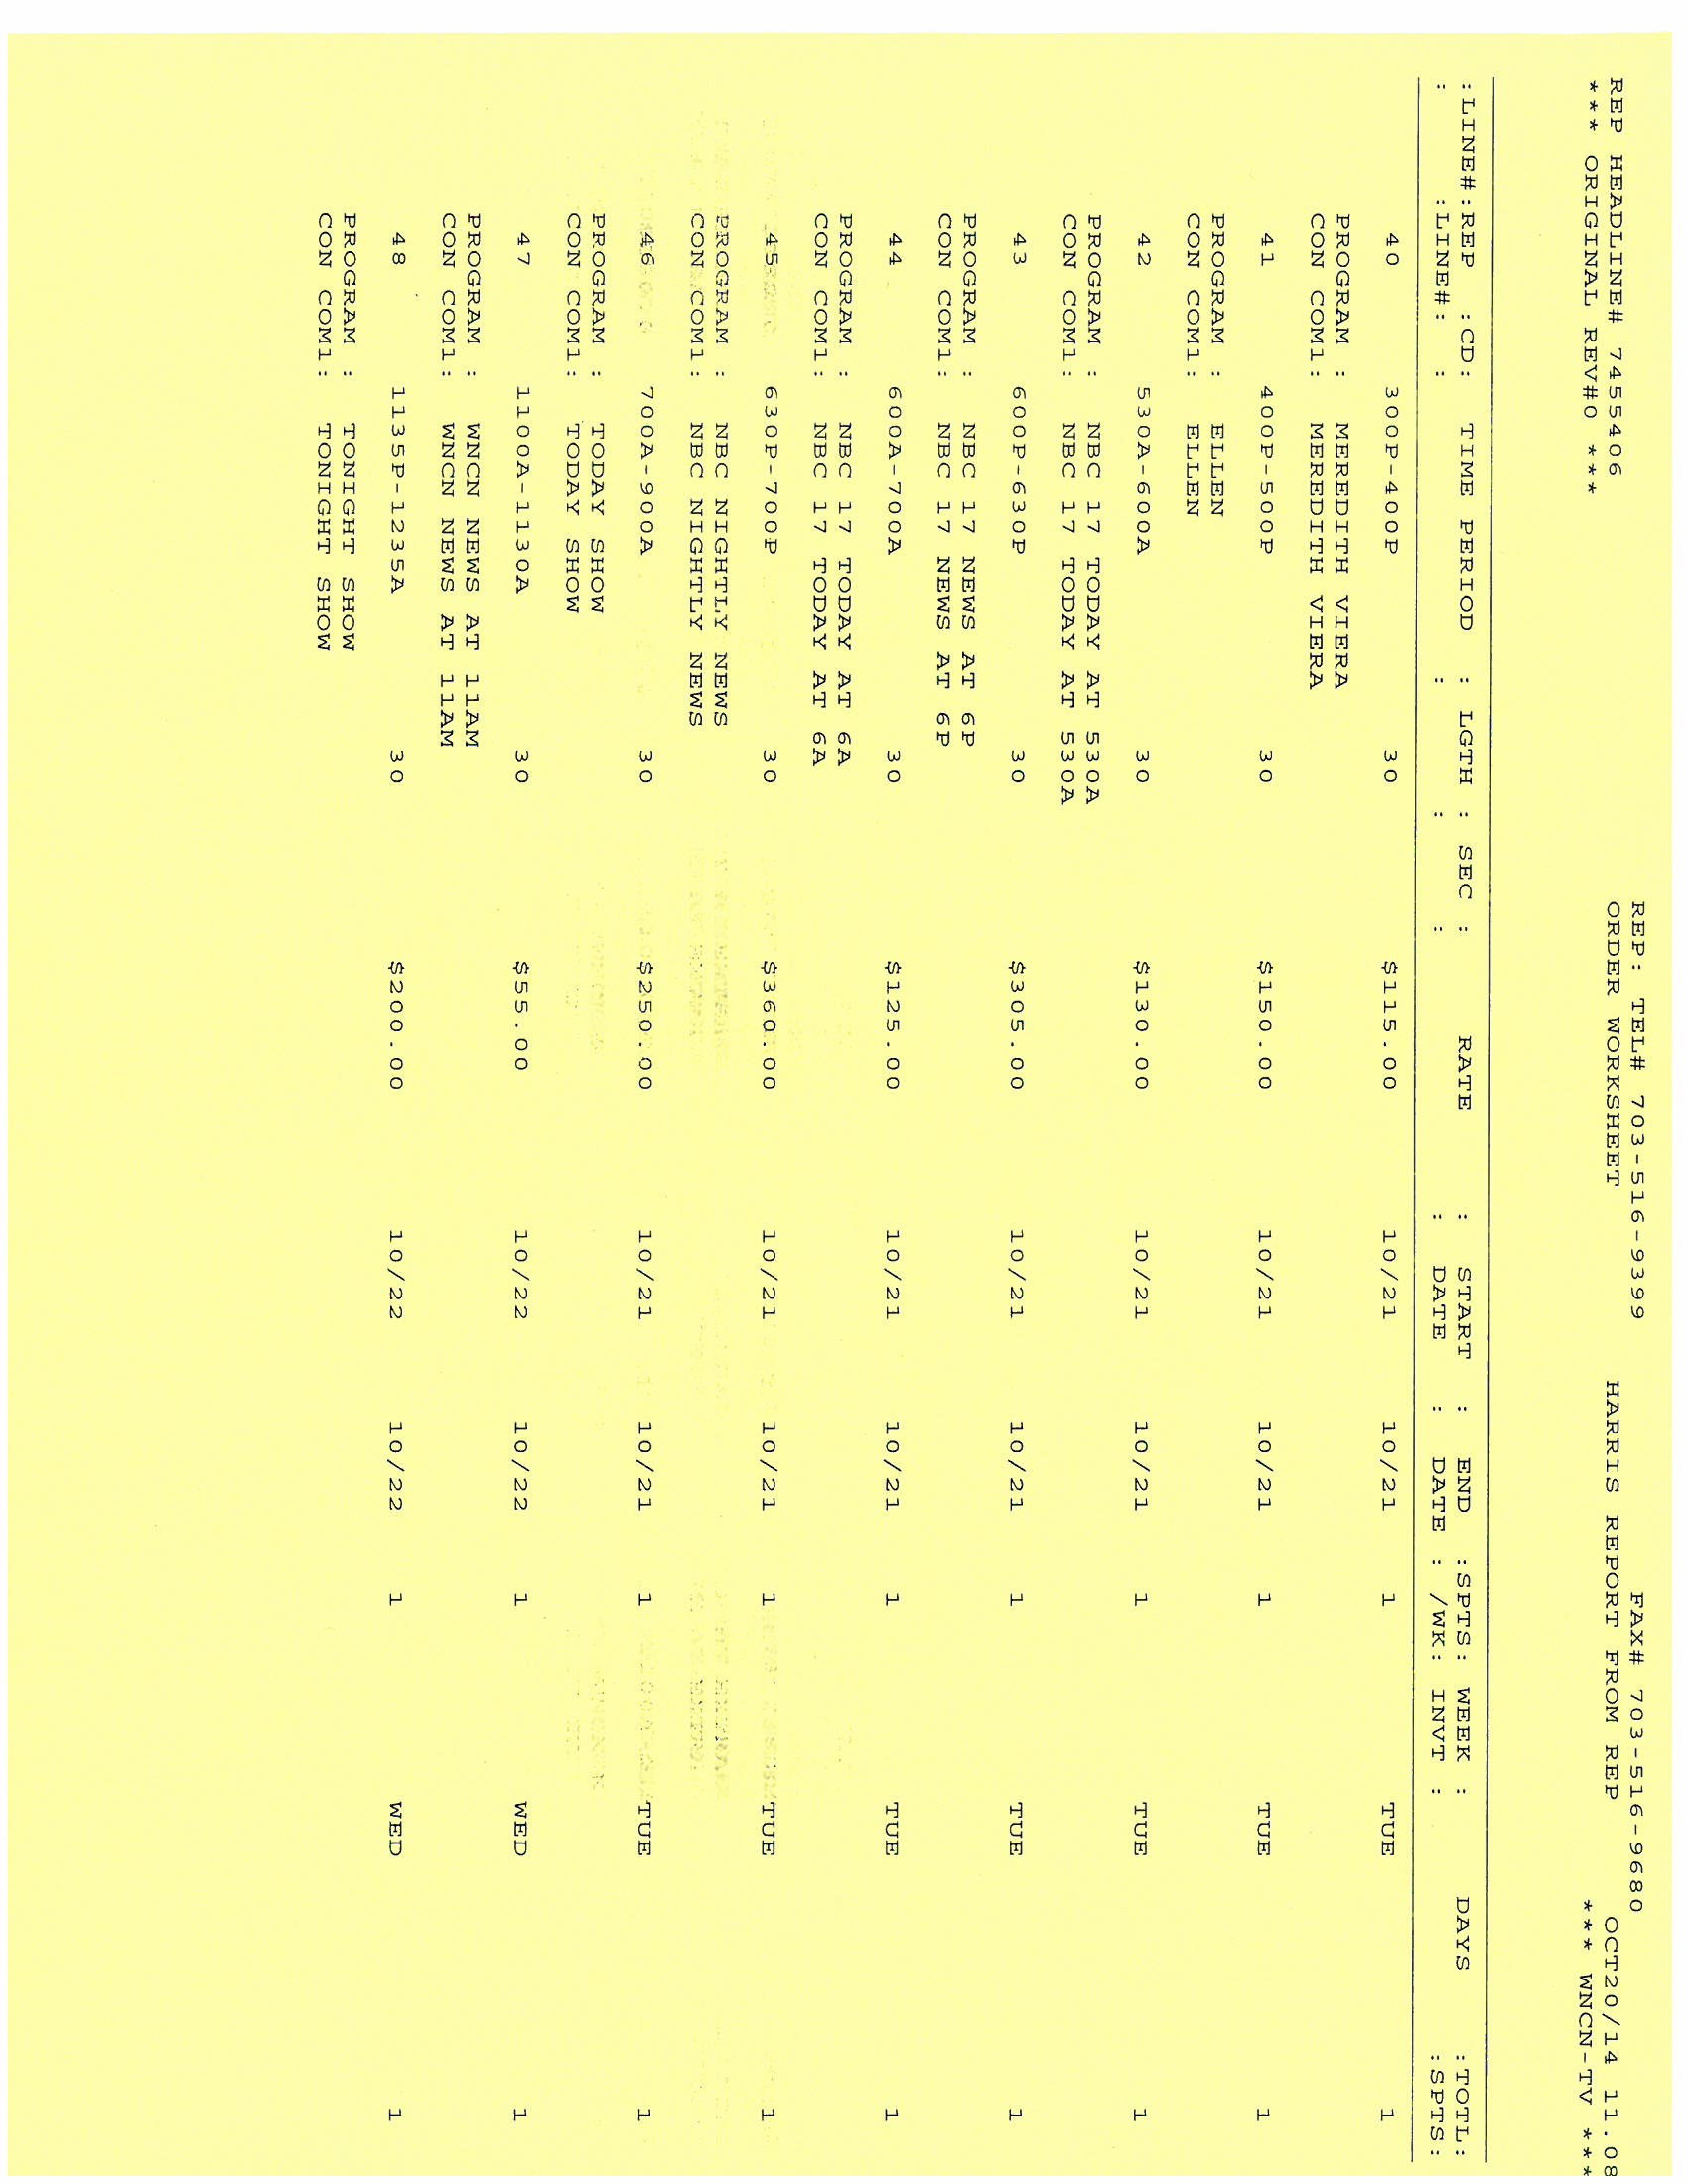 REP: TEL# 703-516-9399 FAX# 703-516-9680
REP HEADLINE# 7455406 ORDER WORKSHEET HARRIS REPORT FROM REP OCT20/14 11.08
*** ORIGINAL REV#0 *** *** WNCN-TV ***
:LINE#:REP :CD: TIME PERIOD : LGTH : SEC : RATE : START : END :SPTS: WEEK : DAYS :TOTL:
: :LINE#: : : : : DATE : DATE : /WK: INVT : :SPTS:
40 300P-400P 30 $115.00 10/21 10/21 1 TUE 1
PROGRAM : MEREDITH VIERA
CON COM1: MEREDITH VIERA
41 400P-500P 30 $150.00 10/21 10/21 1 TUE 1
PROGRAM : ELLEN
CON COM1: ELLEN
42 530A-600A 30 $130.00 10/21 10/21 1 TUE 1
PROGRAM : NBC 17 TODAY AT 530A
CON COM1: NBC 17 TODAY AT 530A
43 600P-630P 30 $305.00 10/21 10/21 1 TUE 1
PROGRAM : NBC 17 NEWS AT 6P
CON COM1: NBC 17 NEWS AT 6P
44 600A-700A 30 $125.00 10/21 10/21 1 TUE 1
PROGRAM : NBC 17 TODAY AT 6A
CON COM1: NBC 17 TODAY AT 6A
45 630P-700P 30 $360.00 10/21 10/21 1 TUE 1
PROGRAM : NBC NIGHTLY NEWS
CON COM1: NBC NIGHTLY NEWS
46 700A-900A 30 $250.00 10/21 10/21 1 TUE 1
PROGRAM : TODAY SHOW
CON COM1: TODAY SHOW
47 1100A-1130A 30 $55.00 10/22 10/22 1 WED 1
PROGRAM : WNCN NEWS AT 11AM
CON COM1: WNCN NEWS AT 11AM
48 1135P-1235A 30 $200.00 10/22 10/22 1 WED 1
PROGRAM : TONIGHT SHOW
CON COM1: TONIGHT SHOW